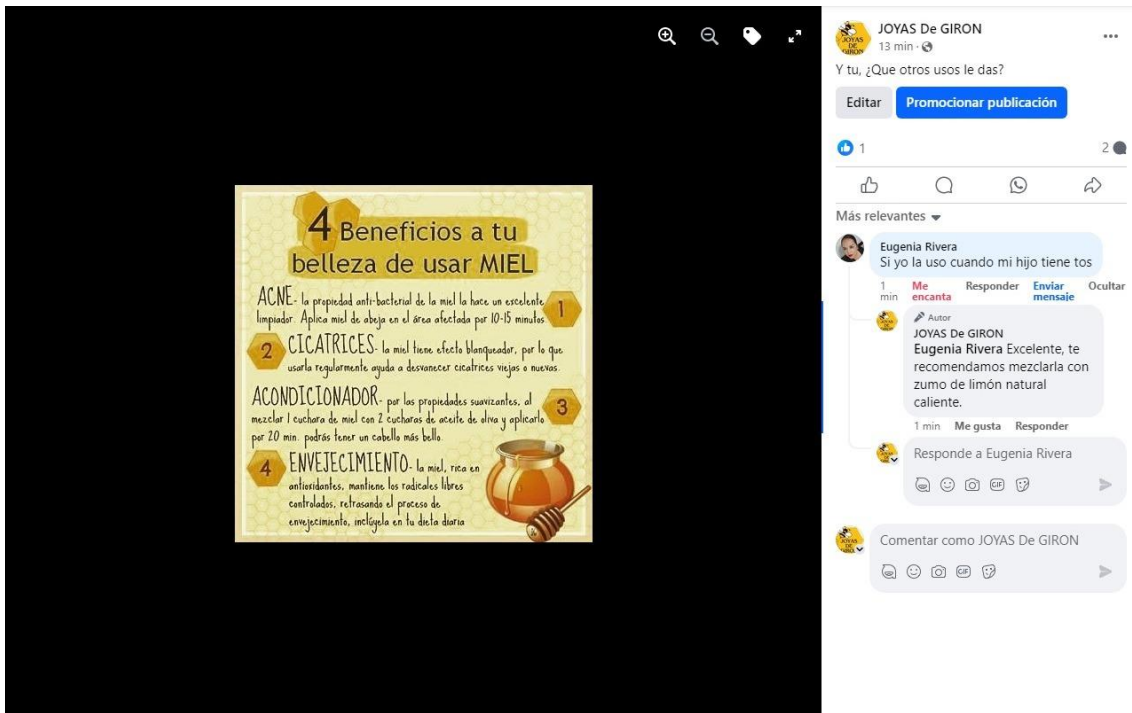 4 Beneficios a tu
belleza de usar MIEL
ACNE- la propiedad anti-bacterial de la miel la hace un escelente
limpiador. Aplica miel de abeja en el área afectada por 10-15 minutos
1
2
CICATRICES- la miel tiene efecto blanqueador, por lo que
usarla regularmente ayuda a desvanecer cicatrices viejas o nuevas.
ACONDICIONADOR- por las propiedades suavizantes, al
mezclar 1 cuchara de miel con 2 cucharas de aceite de oliva y aplicarlo
por 20 min. podrás tener un cabello más bello.
3
4
ENVEJECIMIENTO- la miel, rica en
antioxidantes, mantiene los radicales libres
controlados, retrasando el proceso de
envejecimiento, inclúyela en tu dieta diaria
JOYAS
DE
GIRON
JOYAS De GIRON
13 min ·
Y tu, ¿Que otros usos le das?
Editar
Promocionar publicación
1
2
Más relevantes
Eugenia Rivera
Si yo la uso cuando mi hijo tiene tos
1 min Me encanta Responder Enviar mensaje Ocultar
Autor
JOYAS De GIRON
Eugenia Rivera Excelente, te
recomendamos mezclarla con
zumo de limón natural
caliente.
1 min Me gusta Responder
Responde a Eugenia Rivera
GIF
Comentar como JOYAS De GIRON
GIF